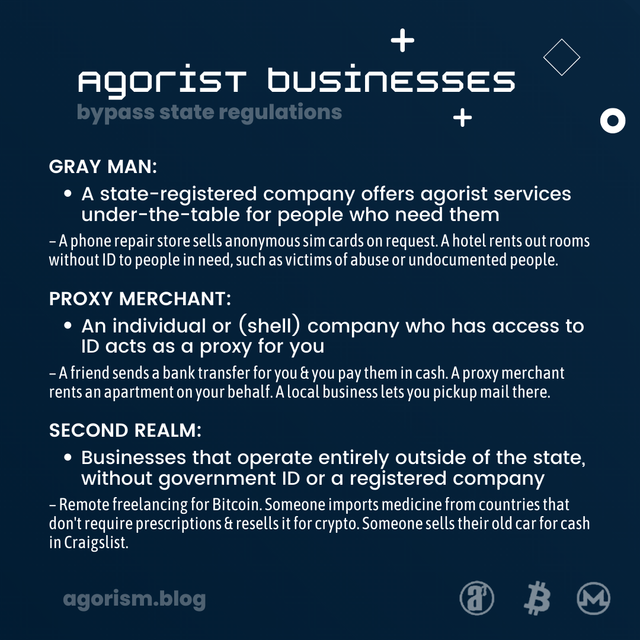 agorist businesses
bypass state regulations
GRAY MAN:
• A state-registered company offers agorist services
under-the-table for people who need them
– A phone repair store sells anonymous sim cards on request. A hotel rents out rooms
without ID to people in need, such as victims of abuse or undocumented people.
PROXY MERCHANT:
• An individual or (shell) company who has access to
ID acts as a proxy for you
– A friend sends a bank transfer for you & you pay them in cash. A proxy merchant
rents an apartment on your behalf. A local business lets you pickup mail there.
SECOND REALM:
• Businesses that operate entirely outside of the state,
without government ID or a registered company
– Remote freelancing for Bitcoin. Someone imports medicine from countries that
don't require prescriptions & resells it for crypto. Someone sells their old car for cash
in Craigslist.
agorism.blog